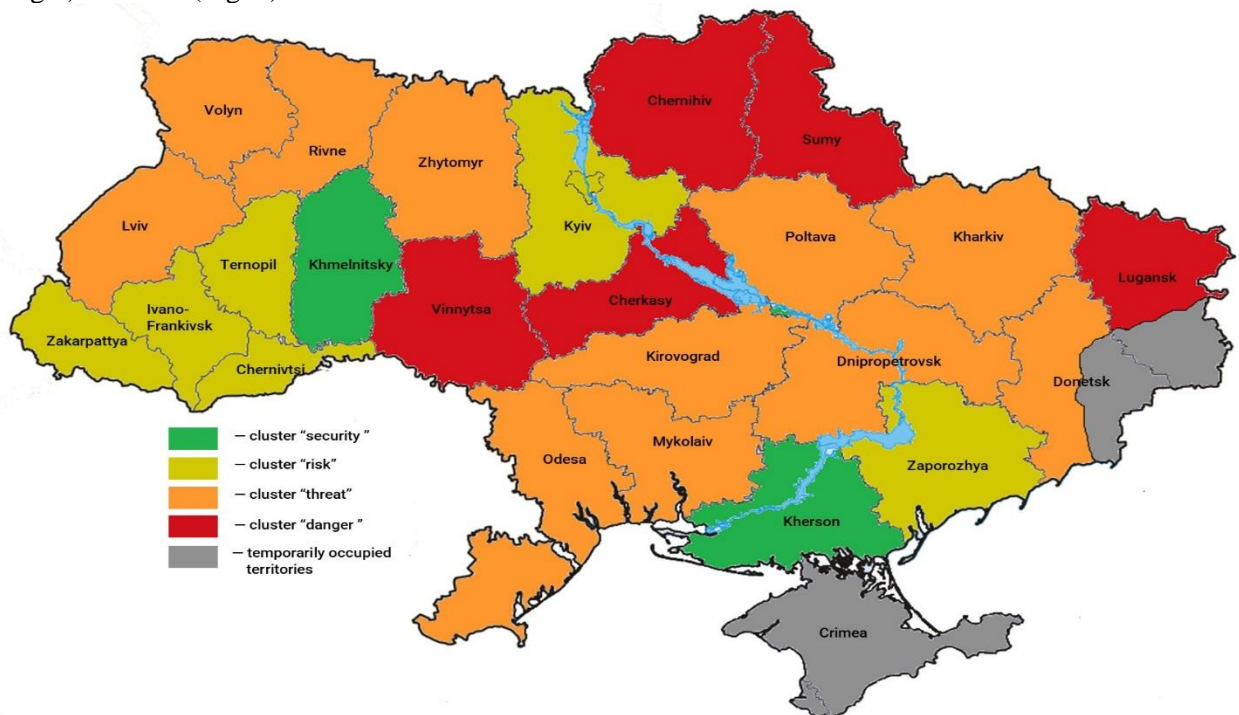 Volyn
Rivne
Zhytomyr
Chernihiv
Sumy
Lviv
Ternopil
Khmelnitsky
Kyiv
Poltava
Kharkiv
Lugansk
Ivano-
Frankivsk
Zakarpattya
Chernivtsi
Vinnytsa
Cherkasy
Kirovograd
Dnipropetrovsk
Donetsk
Odesa
Mykolaiv
Zaporozhya
Kherson
Crimea
– cluster “security ”
– cluster “risk”
– cluster “threat”
– cluster “danger ”
– temporarily occupied
territories